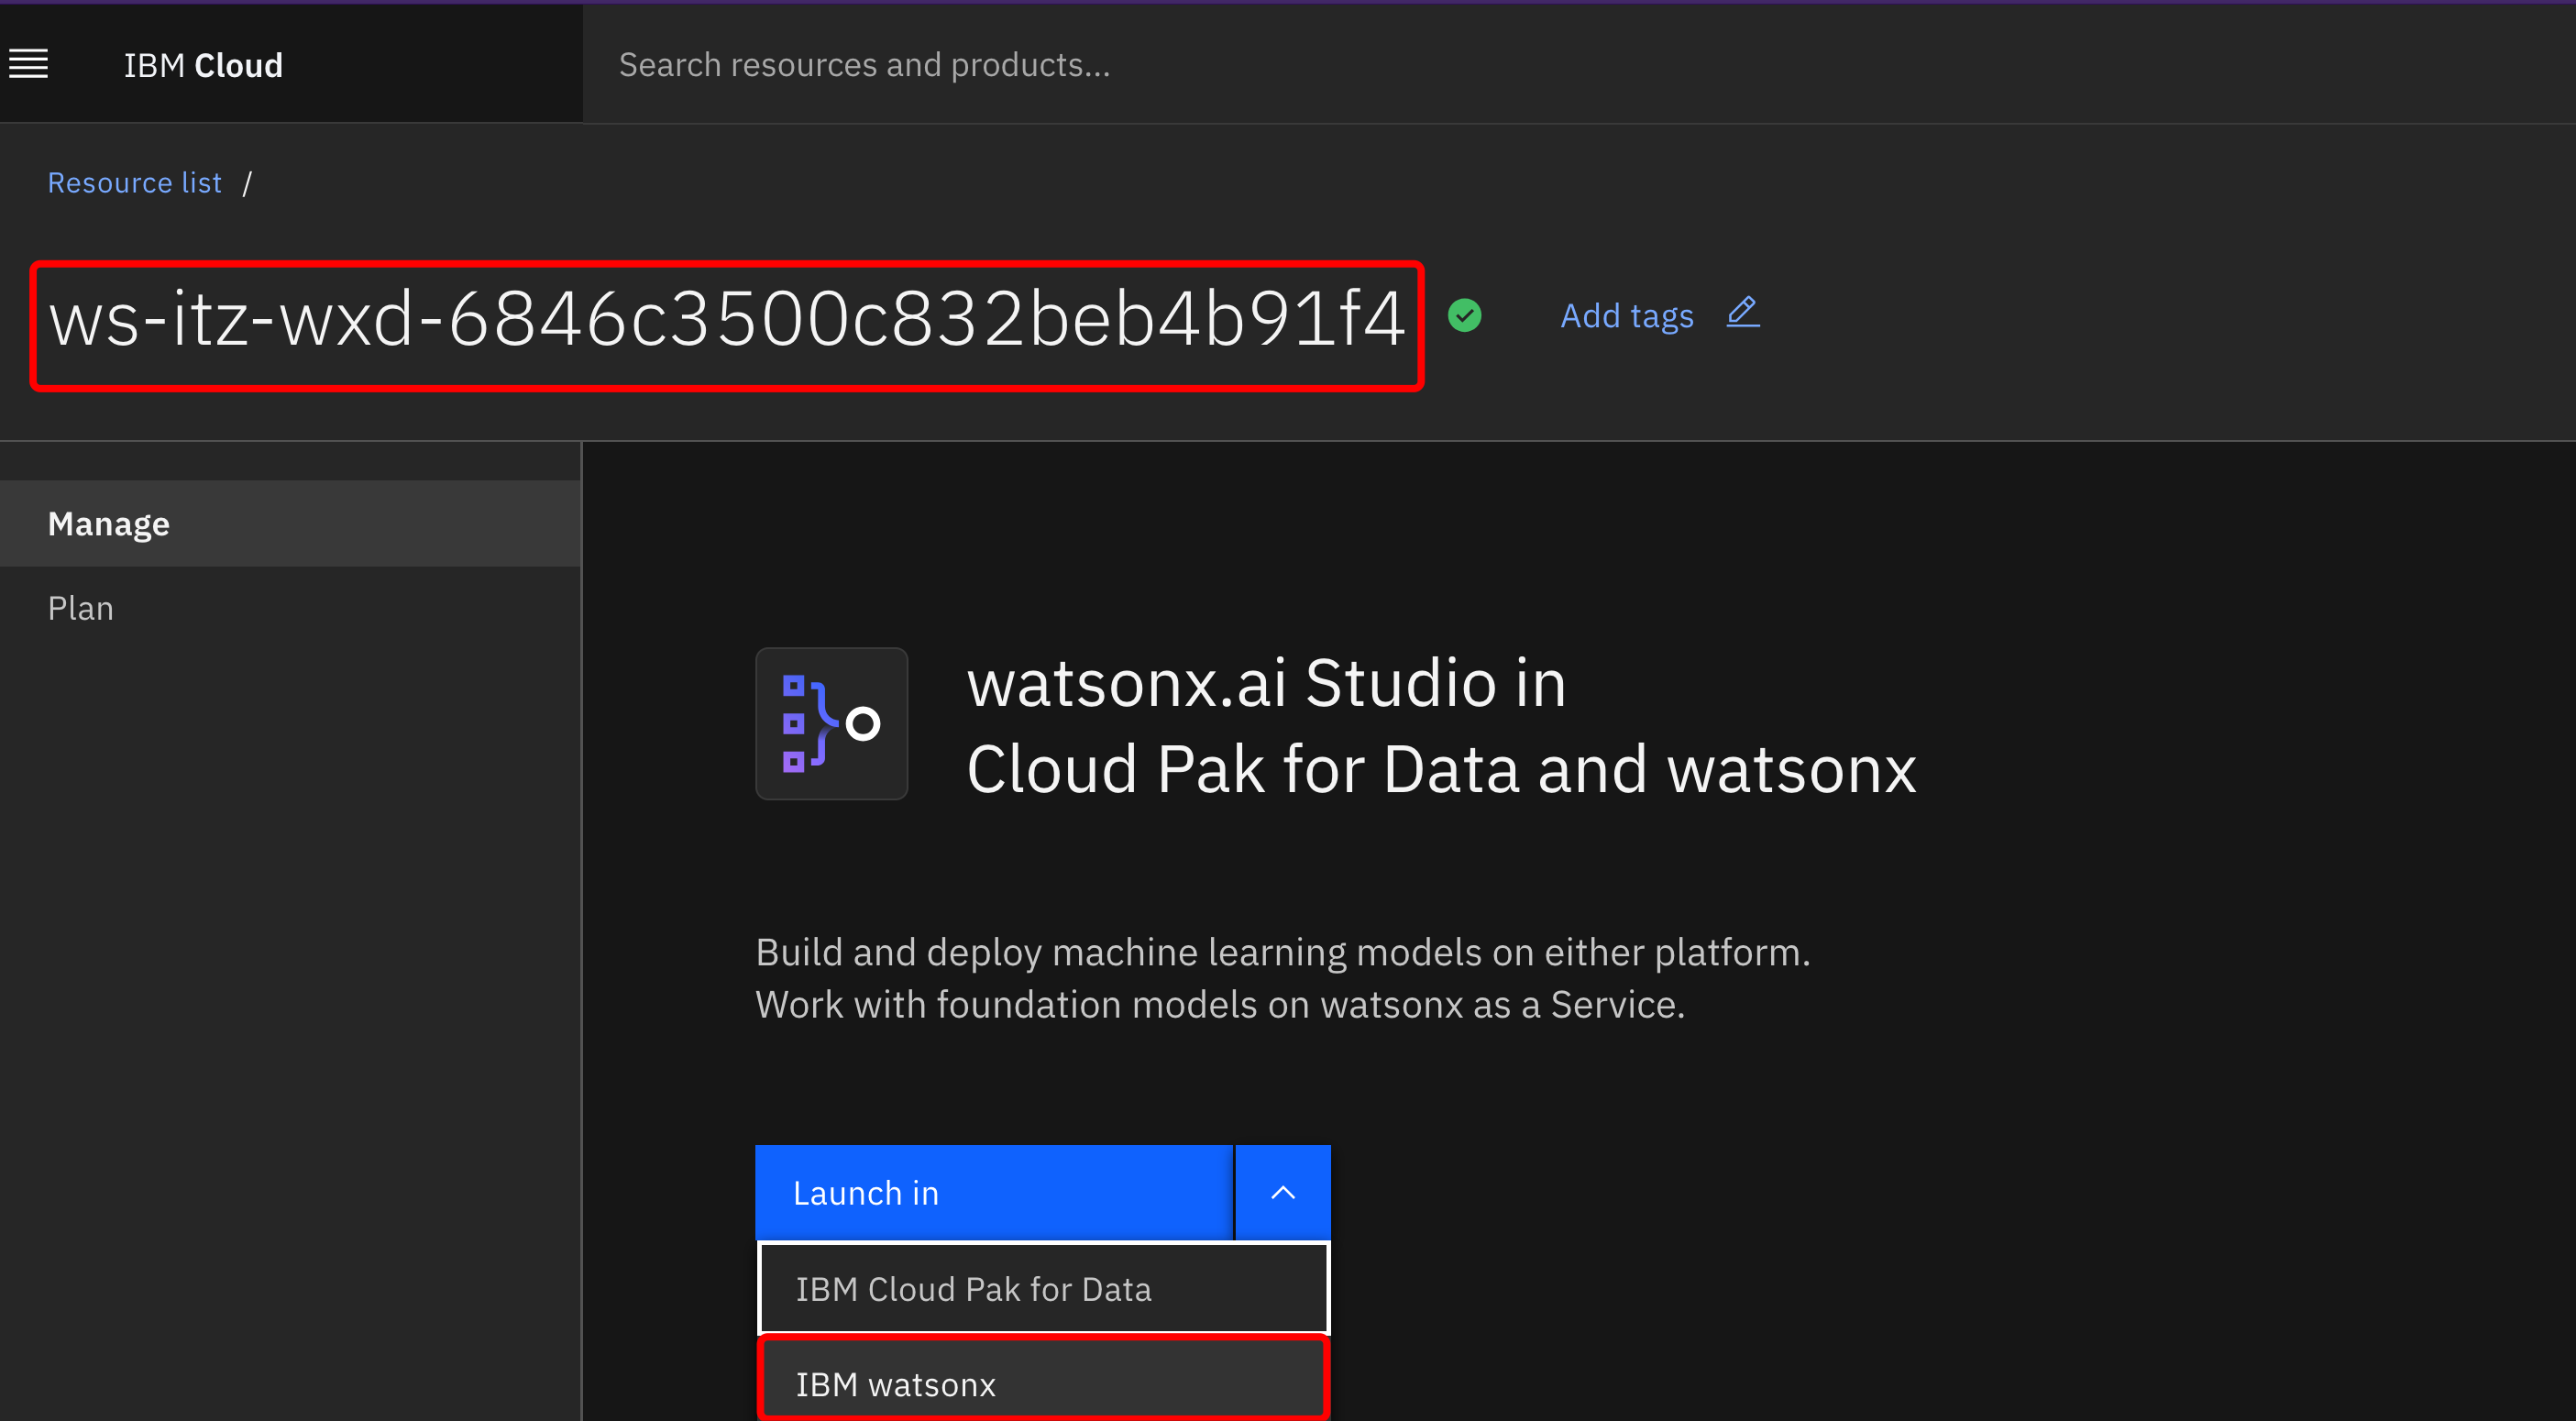 IBM Cloud
Search resources and products...
Resource list /
ws-itz-wxd-6846c3500c832beb4b91f4
Add tags
Manage
Plan
watsonx.ai Studio in
Cloud Pak for Data and watsonx
Build and deploy machine learning models on either platform.
Work with foundation models on watsonx as a Service.
Launch in
IBM Cloud Pak for Data
IBM watsonx